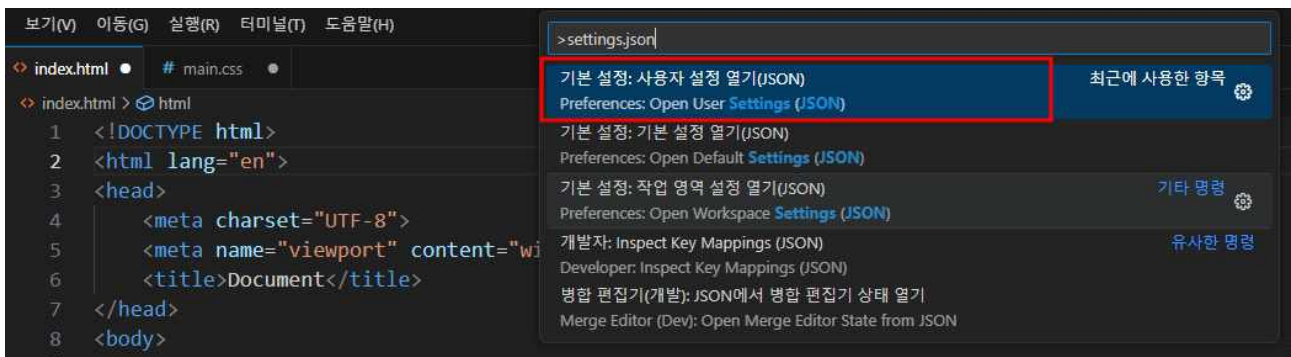 보기(V) 이동(G) 실행(R) 터미널(T) 도움말(H)
index.html # main.css
index.html > html
1 <!DOCTYPE html>
2 <html lang="en">
3 <head>
4 <meta charset="UTF-8">
5 <meta name="viewport" content="wi
6 <title>Document</title>
7 </head>
8 <body>
>settings.json
기본 설정: 사용자 설정 열기(JSON) 최근에 사용한 항목
Preferences: Open User Settings (JSON)
기본 설정: 기본 설정 열기(JSON)
Preferences: Open Default Settings (JSON)
기본 설정: 작업 영역 설정 열기(JSON) 기타 명령
Preferences: Open Workspace Settings (JSON)
개발자: Inspect Key Mappings (JSON) 유사한 명령
Developer: Inspect Key Mappings (JSON)
병합 편집기(개발): JSON에서 병합 편집기 상태 열기
Merge Editor (Dev): Open Merge Editor State from JSON